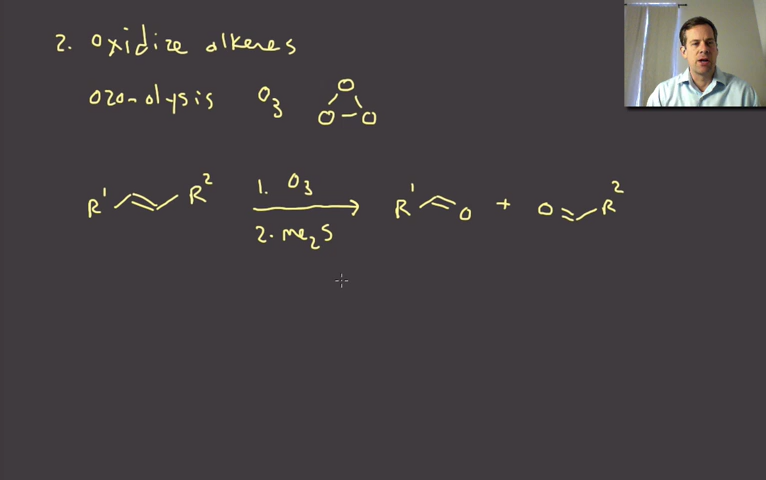 2. oxidize alkenes
ozonolysis O3
O
O O
R1 R2 1. O3 R1 O + O R2
2. Me2S